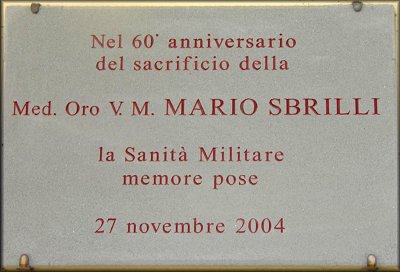 Nel 60° anniversario
del sacrificio della
Med. Oro V. M. MARIO SBRILLI
la Sanità Militare
memore pose
27 novembre 2004